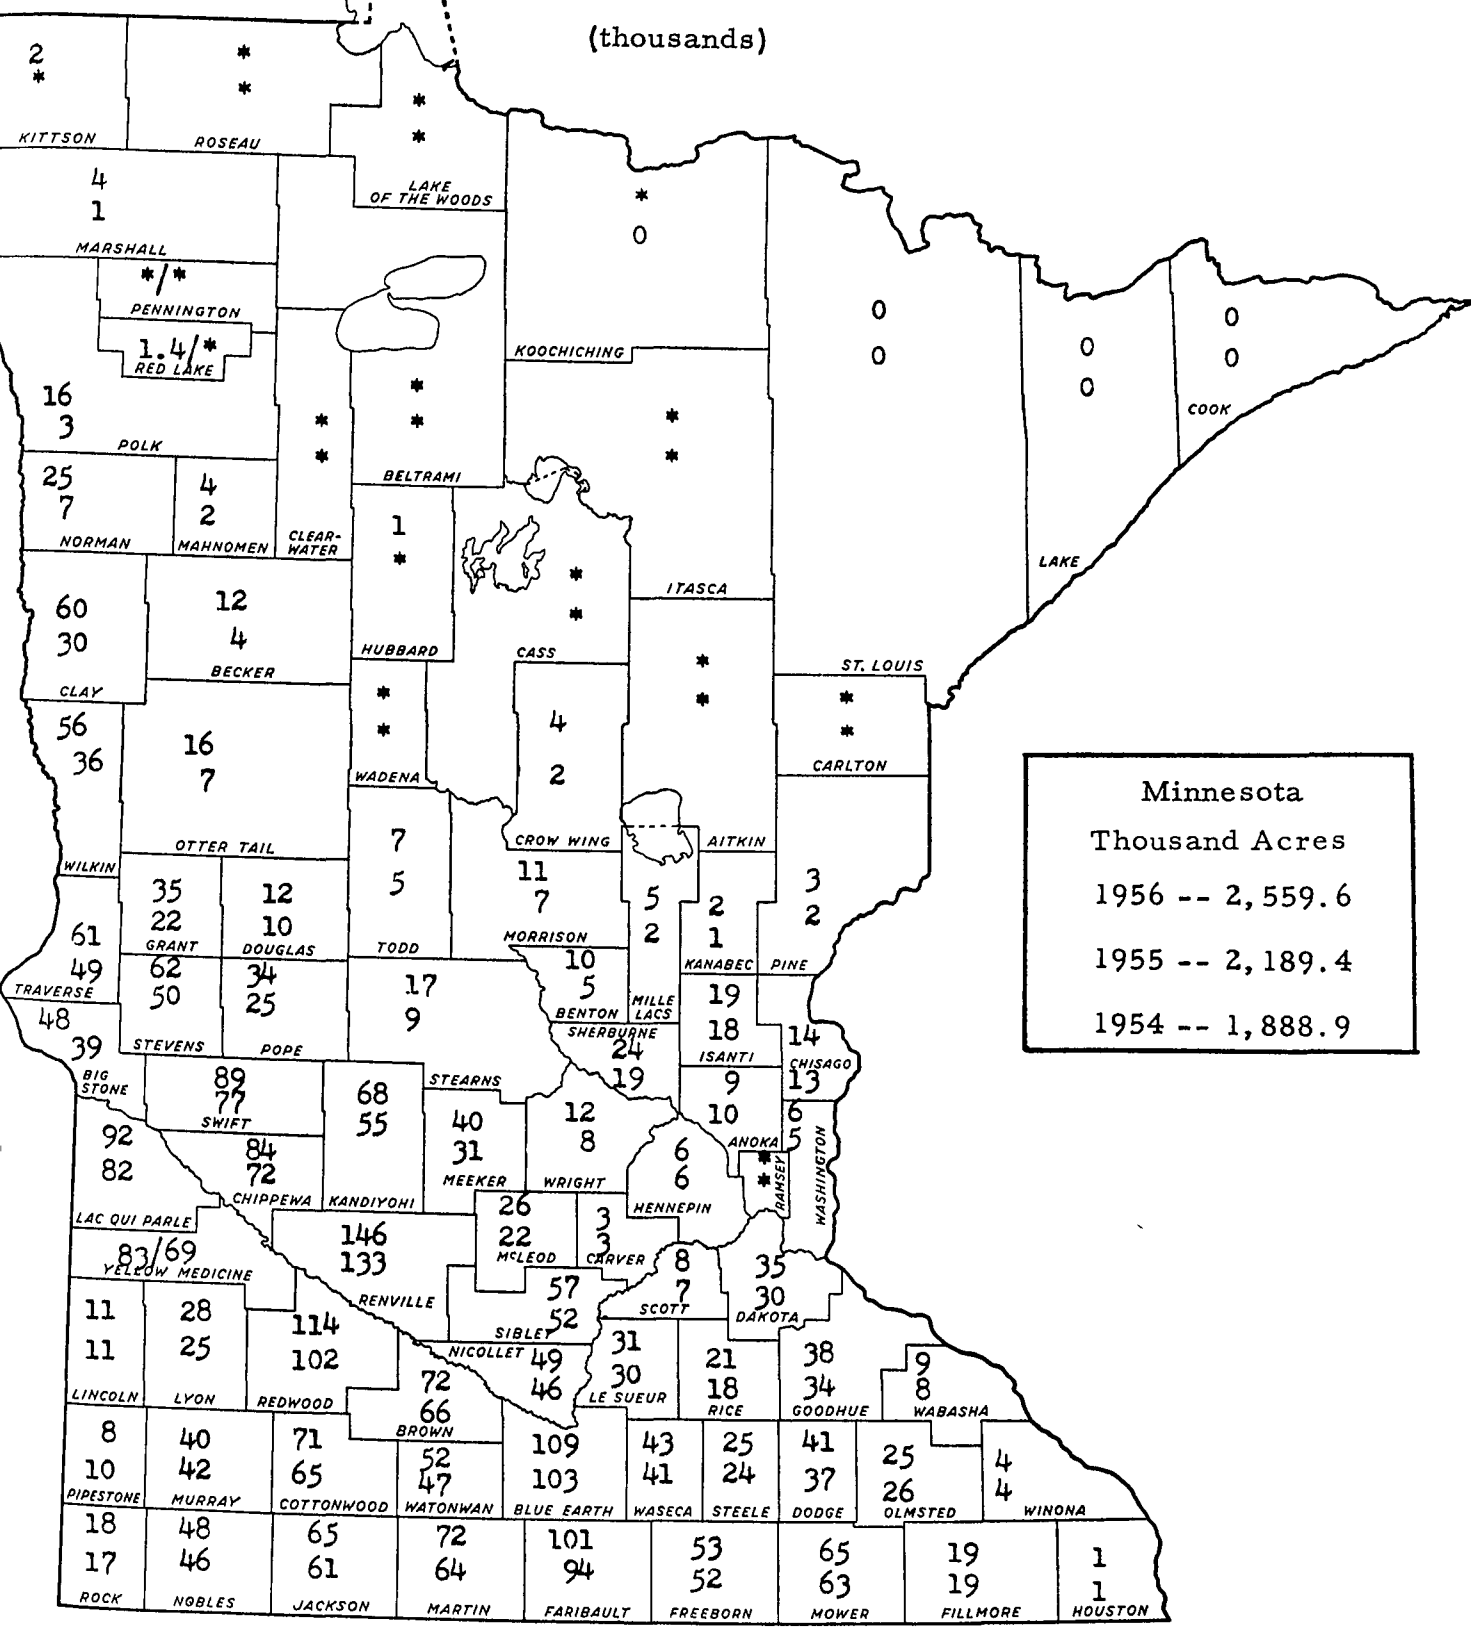 (thousands)
2
*
KITTSON
*
*
ROSEAU
*
*
LAKE
OF THE WOODS
4
1
MARSHALL
*
0
KOOCHICHING
*/*
PENNINGTON
1.4/*
RED LAKE
16
3
POLK
*
*
CLEAR-
WATER
*
*
BELTRAMI
*
*
ITASCA
0
0
ST. LOUIS
0
0
LAKE
0
0
COOK
25
7
NORMAN
4
2
MAHNOMEN
1
*
HUBBARD
*
*
CASS
60
30
CLAY
12
4
BECKER
*
*
WADENA
4
2
CROW WING
*
*
AITKIN
*
*
CARLTON
56
36
WILKIN
16
7
OTTER TAIL
7
5
TODD
11
7
MORRISON
5
2
MILLE
LACS
2
1
KANABEC
3
2
PINE
Minnesota
Thousand Acres
1956 -- 2,559.6
1955 -- 2,189.4
1954 -- 1,888.9
35
22
GRANT
12
10
DOUGLAS
61
49
TRAVERSE
62
50
STEVENS
34
25
POPE
17
9
STEARNS
10
5
BENTON
SHERBURNE
24
19
19
18
ISANTI
14
CHISAGO
13
48
39
BIG
STONE
89
77
SWIFT
68
55
KANDIYOHI
40
31
MEEKER
12
8
WRIGHT
9
10
ANOKA
6
5
WASHINGTON
*
*
RAMSEY
6
6
HENNEPIN
92
82
LAC QUI PARLE
84
72
CHIPPEWA
146
133
RENVILLE
26
22
McLEOD
3
3
CARVER
8
7
SCOTT
35
30
DAKOTA
83/69
YELLOW MEDICINE
57
52
SIBLEY
11
11
LINCOLN
28
25
LYON
114
102
REDWOOD
NICOLLET
49
46
72
66
BROWN
31
30
LE SUEUR
21
18
RICE
38
34
GOODHUE
9
8
WABASHA
8
10
PIPESTONE
40
42
MURRAY
71
65
COTTONWOOD
52
47
WATONWAN
109
103
BLUE EARTH
43
41
WASECA
25
24
STEELE
41
37
DODGE
25
26
OLMSTED
4
4
WINONA
18
17
ROCK
48
46
NOBLES
65
61
JACKSON
72
64
MARTIN
101
94
FARIBAULT
53
52
FREEBORN
65
63
MOWER
19
19
FILLMORE
1
1
HOUSTON